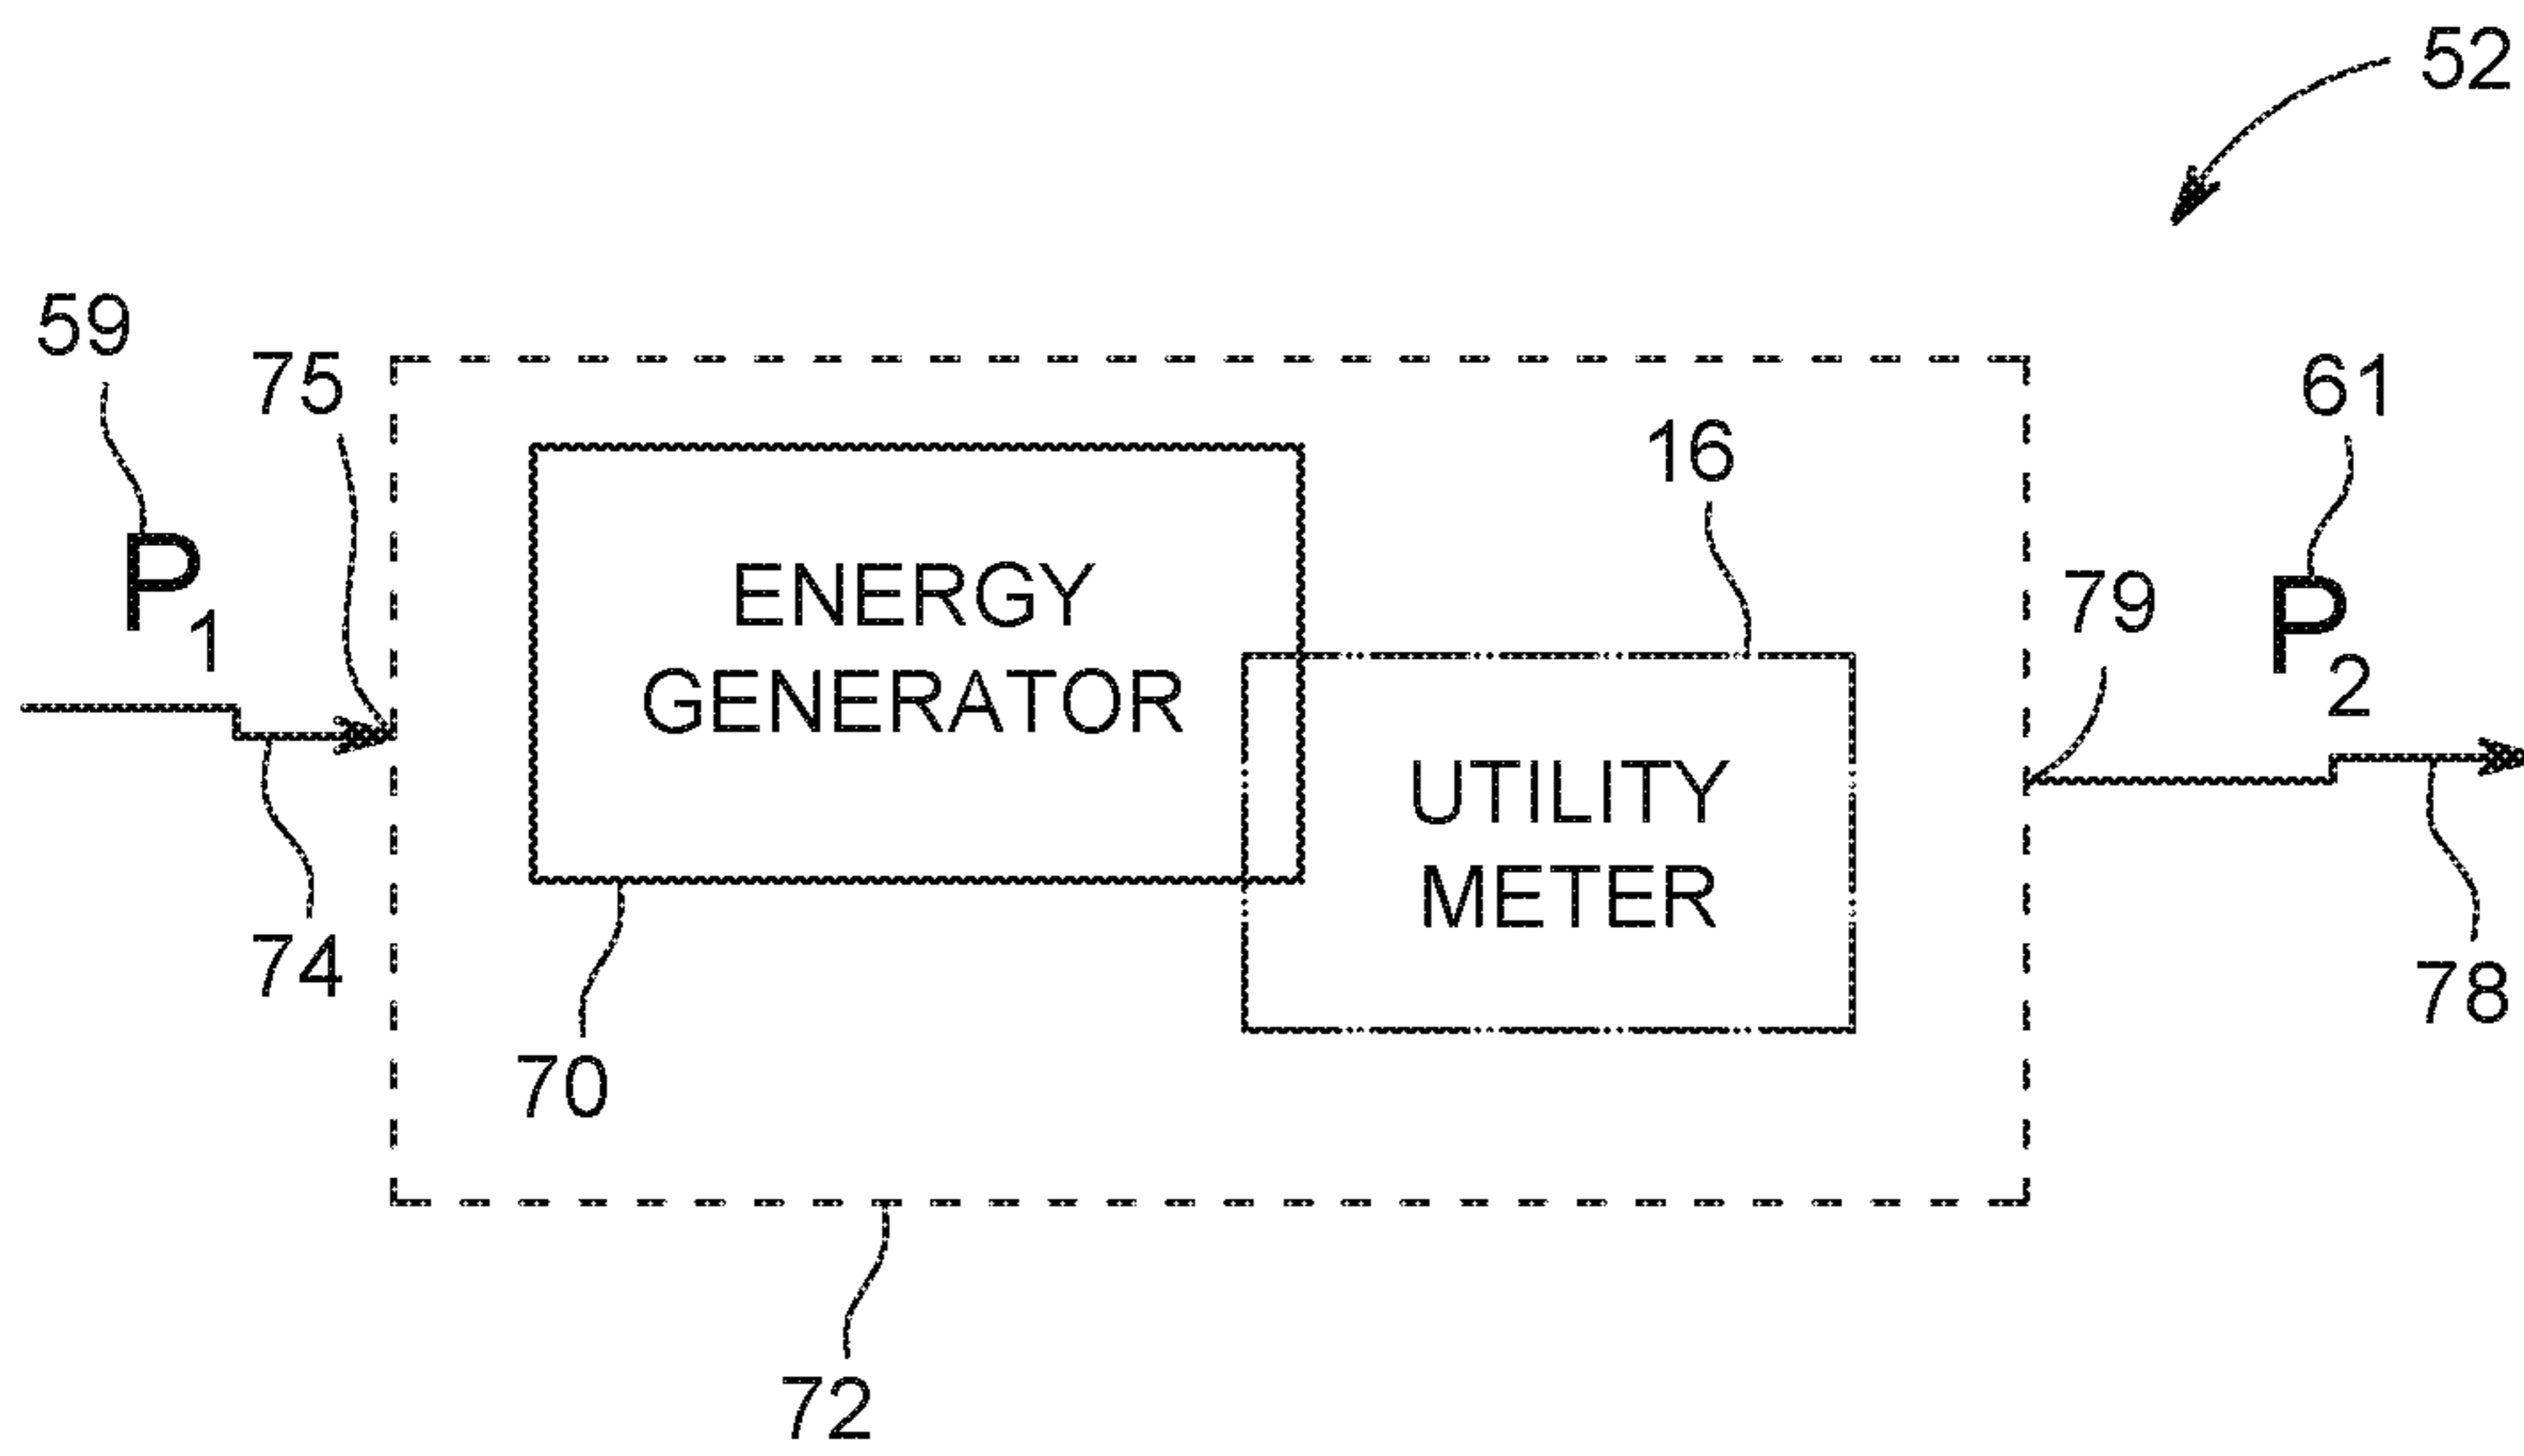 52
59
75
61
16
P1
ENERGY
GENERATOR
79
P2
UTILITY
METER
74
78
70
72